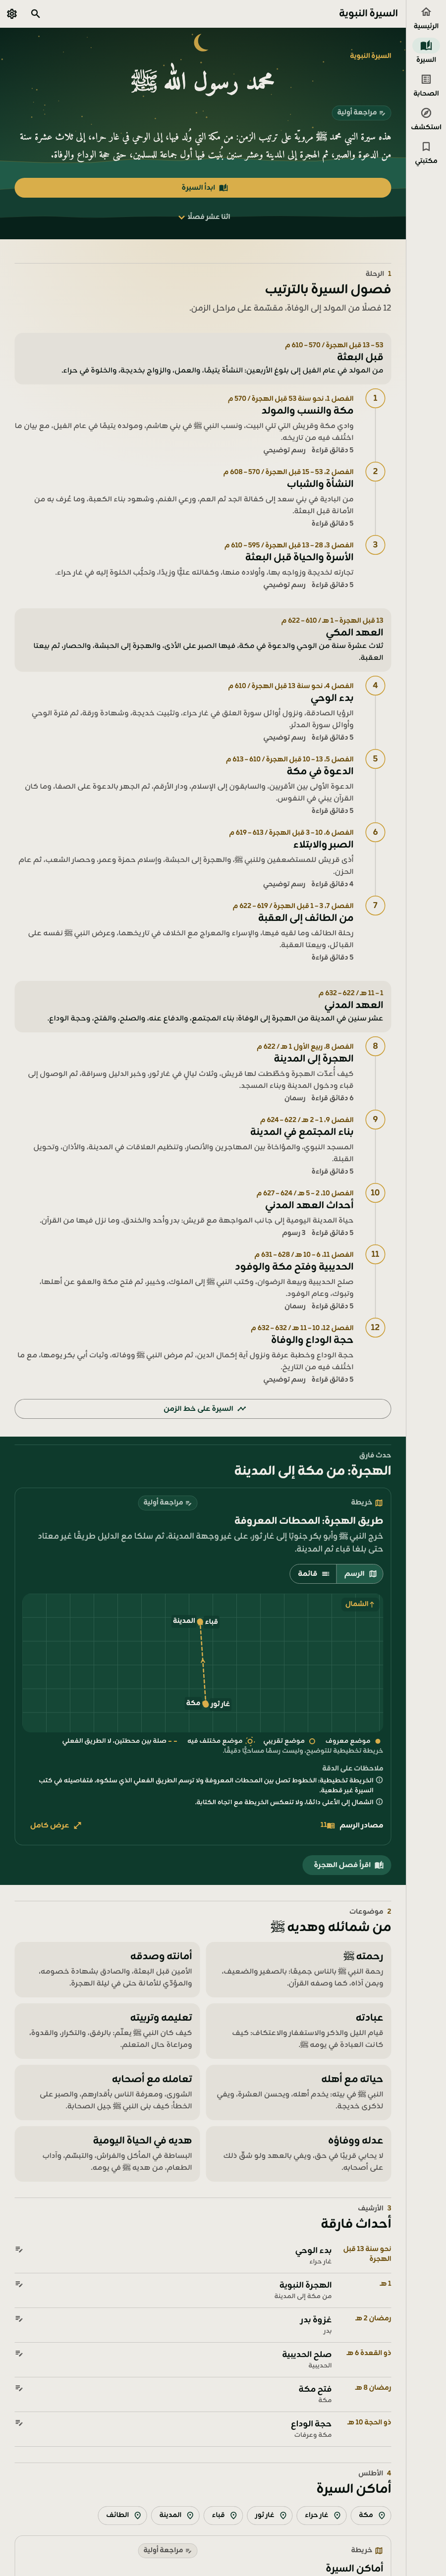 السيرة النبوية
الرئيسية
السيرة
الصحابة
استكشف
مكتبتي
السيرة النبوية
محمد رسول الله ﷺ
مراجعة أولية
هذه سيرة النبي محمد ﷺ مرويّة على ترتيب الزمن: من مكة التي وُلد فيها، إلى الوحي في غار حراء، إلى ثلاث عشرة سنة
من الدعوة والصبر، ثم الهجرة إلى المدينة وعشر سنين بُنيت فيها أول جماعة للمسلمين، حتى حجة الوداع والوفاة.
ابدأ السيرة
اثنا عشر فصلًا
1 الرحلة
فصول السيرة بالترتيب
12 فصلًا من المولد إلى الوفاة، مقسّمة على مراحل الزمن.
53 – 13 قبل الهجرة / 570 – 610 م
قبل البعثة
من المولد في عام الفيل إلى بلوغ الأربعين: النشأة يتيمًا، والعمل، والزواج بخديجة، والخلوة في حراء.
1
الفصل 1، نحو سنة 53 قبل الهجرة / 570 م
مكة والنسب والمولد
وادي مكة وقريش التي تلي البيت، ونسب النبي ﷺ في بني هاشم، ومولده يتيمًا في عام الفيل، مع بيان ما
اختُلف فيه من تاريخه.
5 دقائق قراءة رسم توضيحي
2
الفصل 2، 53 – 15 قبل الهجرة / 570 – 608 م
النشأة والشباب
من البادية في بني سعد إلى كفالة الجد ثم العم، ورعي الغنم، وشهود بناء الكعبة، وما عُرف به من
الأمانة قبل البعثة.
5 دقائق قراءة
3
الفصل 3، 28 – 13 قبل الهجرة / 595 – 610 م
الأسرة والحياة قبل البعثة
تجارته لخديجة وزواجه بها، وأولاده منها، وكفالته عليًّا وزيدًا، وتحبُّب الخلوة إليه في غار حراء.
5 دقائق قراءة رسم توضيحي
13 قبل الهجرة – 1 هـ / 610 – 622 م
العهد المكي
ثلاث عشرة سنة من الوحي والدعوة في مكة، فيها الصبر على الأذى، والهجرة إلى الحبشة، والحصار، ثم بيعتا
العقبة.
4
الفصل 4، نحو سنة 13 قبل الهجرة / 610 م
بدء الوحي
الرؤيا الصادقة، ونزول أوائل سورة العلق في غار حراء، وتثبيت خديجة، وشهادة ورقة، ثم فترة الوحي
وأوائل سورة المدثر.
5 دقائق قراءة رسم توضيحي
5
الفصل 5، 13 – 10 قبل الهجرة / 610 – 613 م
الدعوة في مكة
الدعوة الأولى بين الأقربين، والسابقون إلى الإسلام، ودار الأرقم، ثم الجهر بالدعوة على الصفا، وما كان
القرآن يبني في النفوس.
5 دقائق قراءة
6
الفصل 6، 10 – 3 قبل الهجرة / 613 – 619 م
الصبر والابتلاء
أذى قريش للمستضعفين وللنبي ﷺ، والهجرة إلى الحبشة، وإسلام حمزة وعمر، وحصار الشعب، ثم عام
الحزن.
4 دقائق قراءة رسم توضيحي
7
الفصل 7، 3 – 1 قبل الهجرة / 619 – 622 م
من الطائف إلى العقبة
رحلة الطائف وما لقيه فيها، والإسراء والمعراج مع الخلاف في تاريخهما، وعرض النبي ﷺ نفسه على
القبائل، وبيعتا العقبة.
5 دقائق قراءة
1 – 11 هـ / 622 – 632 م
العهد المدني
عشر سنين في المدينة من الهجرة إلى الوفاة: بناء المجتمع، والدفاع عنه، والصلح، والفتح، وحجة الوداع.
8
الفصل 8، ربيع الأول 1 هـ / 622 م
الهجرة إلى المدينة
كيف أُعدّت الهجرة وخطّطت لها قريش، وثلاث ليالٍ في غار ثور، وخبر الدليل وسراقة، ثم الوصول إلى
قباء ودخول المدينة وبناء المسجد.
6 دقائق قراءة رسمان
9
الفصل 9، 1 – 2 هـ / 622 – 624 م
بناء المجتمع في المدينة
المسجد النبوي، والمؤاخاة بين المهاجرين والأنصار، وتنظيم العلاقات في المدينة، والأذان، وتحويل
القبلة.
5 دقائق قراءة
10
الفصل 10، 2 – 5 هـ / 624 – 627 م
أحداث العهد المدني
حياة المدينة اليومية إلى جانب المواجهة مع قريش: بدر وأحد والخندق، وما نزل فيها من القرآن.
5 دقائق قراءة 3 رسوم
11
الفصل 11، 6 – 10 هـ / 628 – 631 م
الحديبية وفتح مكة والوفود
صلح الحديبية وبيعة الرضوان، وكتب النبي ﷺ إلى الملوك، وخيبر، ثم فتح مكة والعفو عن أهلها،
وتبوك، وعام الوفود.
5 دقائق قراءة رسمان
12
الفصل 12، 10 – 11 هـ / 632 – 632 م
حجة الوداع والوفاة
حجة الوداع وخطبة عرفة ونزول آية إكمال الدين، ثم مرض النبي ﷺ ووفاته، وثبات أبي بكر يومها، مع ما
اختُلف فيه من التاريخ.
5 دقائق قراءة رسم توضيحي
السيرة على خط الزمن
حدث فارق
الهجرة: من مكة إلى المدينة
خريطة
مراجعة أولية
طريق الهجرة: المحطات المعروفة
خرج النبي ﷺ وأبو بكر جنوبًا إلى غار ثور، على غير وجهة المدينة، ثم سلكا مع الدليل طريقًا غير معتاد
حتى بلغا قباء ثم المدينة.
الرسم
قائمة
الشمال
قباء
المدينة
غار ثور
مكة
موضع معروف
موضع تقريبي
موضع مختلف فيه
– – صلة بين محطتين، لا الطريق الفعلي
خريطة تخطيطية للتوضيح، وليست رسمًا مساحيًّا دقيقًا.
ملاحظات على الدقة
الخريطة تخطيطية: الخطوط تصل بين المحطات المعروفة ولا ترسم الطريق الفعلي الذي سلكوه، فتفاصيله في كتب
السيرة غير قطعية.
الشمال إلى الأعلى دائمًا، ولا تنعكس الخريطة مع اتجاه الكتابة.
مصادر الرسم
11
عرض كامل
اقرأ فصل الهجرة
2 موضوعات
من شمائله وهديه ﷺ
رحمته ﷺ
رحمة النبي ﷺ بالناس جميعًا: بالصغير والضعيف،
وبمن آذاه، كما وصفه القرآن.
أمانته وصدقه
الأمين قبل البعثة، والصادق بشهادة خصومه،
والمؤدّي للأمانة حتى في ليلة الهجرة.
عبادته
قيام الليل والذكر والاستغفار والاعتكاف: كيف
كانت العبادة في يومه ﷺ.
تعليمه وتربيته
كيف كان النبي ﷺ يعلّم: بالرفق، والتكرار، والقدوة،
ومراعاة حال المتعلم.
حياته مع أهله
النبي ﷺ في بيته: يخدم أهله، ويحسن العشرة، ويفي
لذكرى خديجة.
تعامله مع أصحابه
الشورى، ومعرفة الناس بأقدارهم، والصبر على
الخطأ: كيف بنى النبي ﷺ جيل الصحابة.
عدله ووفاؤه
لا يحابي قريبًا في حق، ويفي بالعهد ولو شقّ ذلك
على أصحابه.
هديه في الحياة اليومية
البساطة في المأكل والفراش، والتبسّم، وآداب
الطعام، من هديه ﷺ في يومه.
3 الأرشيف
أحداث فارقة
نحو سنة 13 قبل
الهجرة
بدء الوحي
غار حراء
1 هـ
الهجرة النبوية
من مكة إلى المدينة
رمضان 2 هـ
غزوة بدر
بدر
ذو القعدة 6 هـ
صلح الحديبية
الحديبية
رمضان 8 هـ
فتح مكة
مكة
ذو الحجة 10 هـ
حجة الوداع
مكة وعرفات
4 الأطلس
أماكن السيرة
مكة
غار حراء
غار ثور
قباء
المدينة
الطائف
خريطة
مراجعة أولية
أماكن السيرة